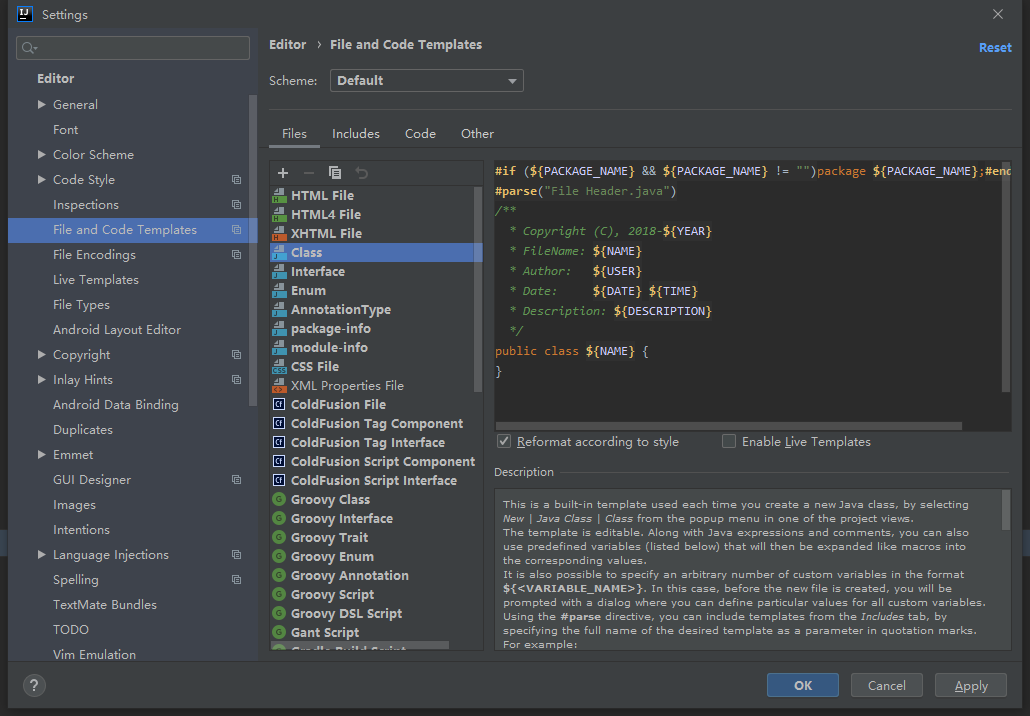 Settings
Editor
General
Font
Color Scheme
Code Style
Inspections
File and Code Templates
File Encodings
Live Templates
File Types
Android Layout Editor
Copyright
Inlay Hints
Android Data Binding
Duplicates
Emmet
GUI Designer
Images
Intentions
Language Injections
Spelling
TextMate Bundles
TODO
Vim Emulation
Editor › File and Code Templates
Reset
Scheme: Default
Files Includes Code Other
HTML File
HTML4 File
XHTML File
Class
Interface
Enum
AnnotationType
package-info
module-info
CSS File
XML Properties File
ColdFusion File
ColdFusion Tag Component
ColdFusion Tag Interface
ColdFusion Script Component
ColdFusion Script Interface
Groovy Class
Groovy Interface
Groovy Trait
Groovy Enum
Groovy Annotation
Groovy Script
Groovy DSL Script
Gant Script
Gradle Build Script
#if (${PACKAGE_NAME} && ${PACKAGE_NAME} != "")package ${PACKAGE_NAME};#end
#parse("File Header.java")
/**
* Copyright (C), 2018-${YEAR}
* FileName: ${NAME}
* Author: ${USER}
* Date: ${DATE} ${TIME}
* Description: ${DESCRIPTION}
*/
public class ${NAME} {
}
Reformat according to style Enable Live Templates
Description
This is a built-in template used each time you create a new Java class, by selecting
New | Java Class | Class from the popup menu in one of the project views.
The template is editable. Along with Java expressions and comments, you can also
use predefined variables (listed below) that will then be expanded like macros into
the corresponding values.
It is also possible to specify an arbitrary number of custom variables in the format
${<VARIABLE_NAME>}. In this case, before the new file is created, you will be
prompted with a dialog where you can define particular values for all custom variables.
Using the #parse directive, you can include templates from the Includes tab, by
specifying the full name of the desired template as a parameter in quotation marks.
For example:
? OK Cancel Apply